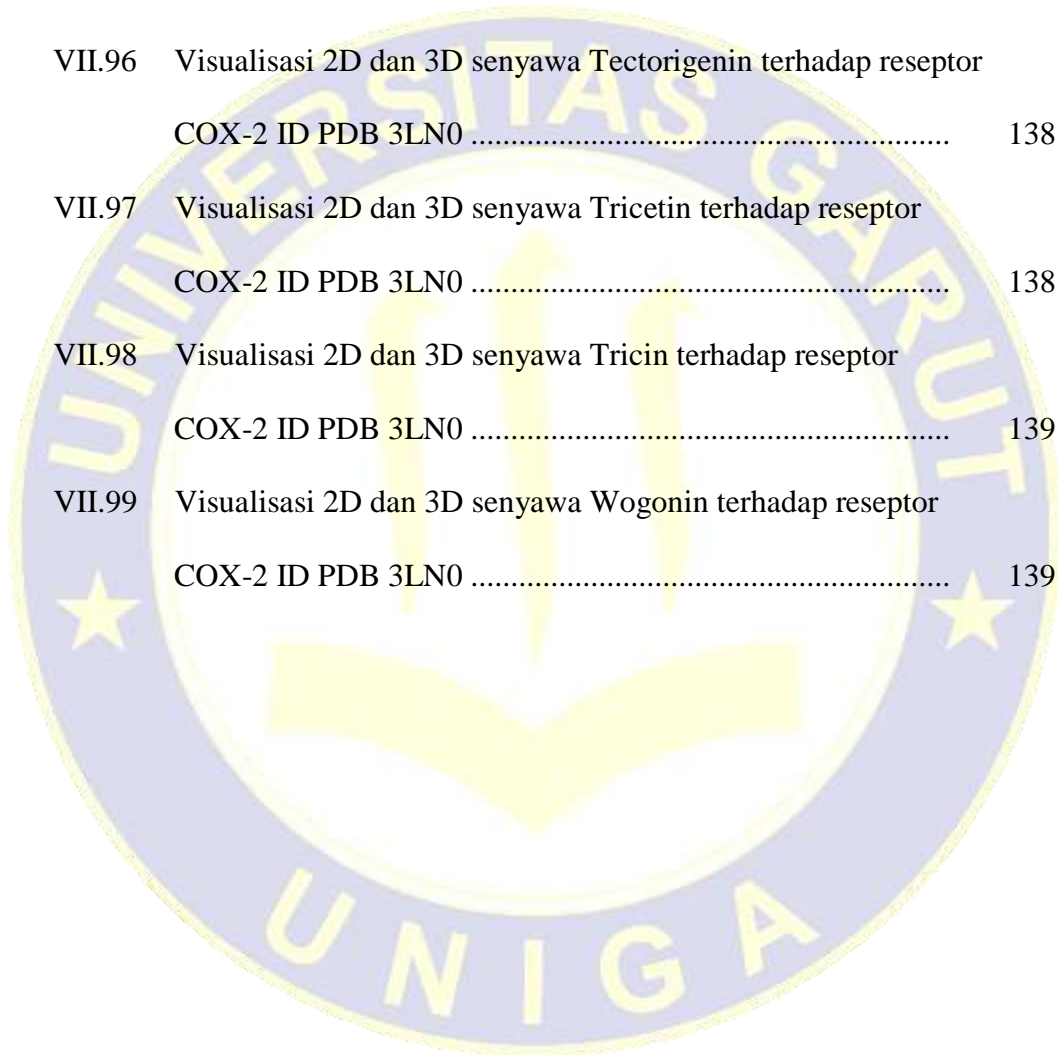 VII.96 Visualisasi 2D dan 3D senyawa Tectorigenin terhadap reseptor
COX-2 ID PDB 3LN0 ............................................................ 138
VII.97 Visualisasi 2D dan 3D senyawa Tricetin terhadap reseptor
COX-2 ID PDB 3LN0 ............................................................ 138
VII.98 Visualisasi 2D dan 3D senyawa Tricin terhadap reseptor
COX-2 ID PDB 3LN0 ............................................................ 139
VII.99 Visualisasi 2D dan 3D senyawa Wogonin terhadap reseptor
COX-2 ID PDB 3LN0 ............................................................ 139
UNIVERSITAS GARUT
UNIGA